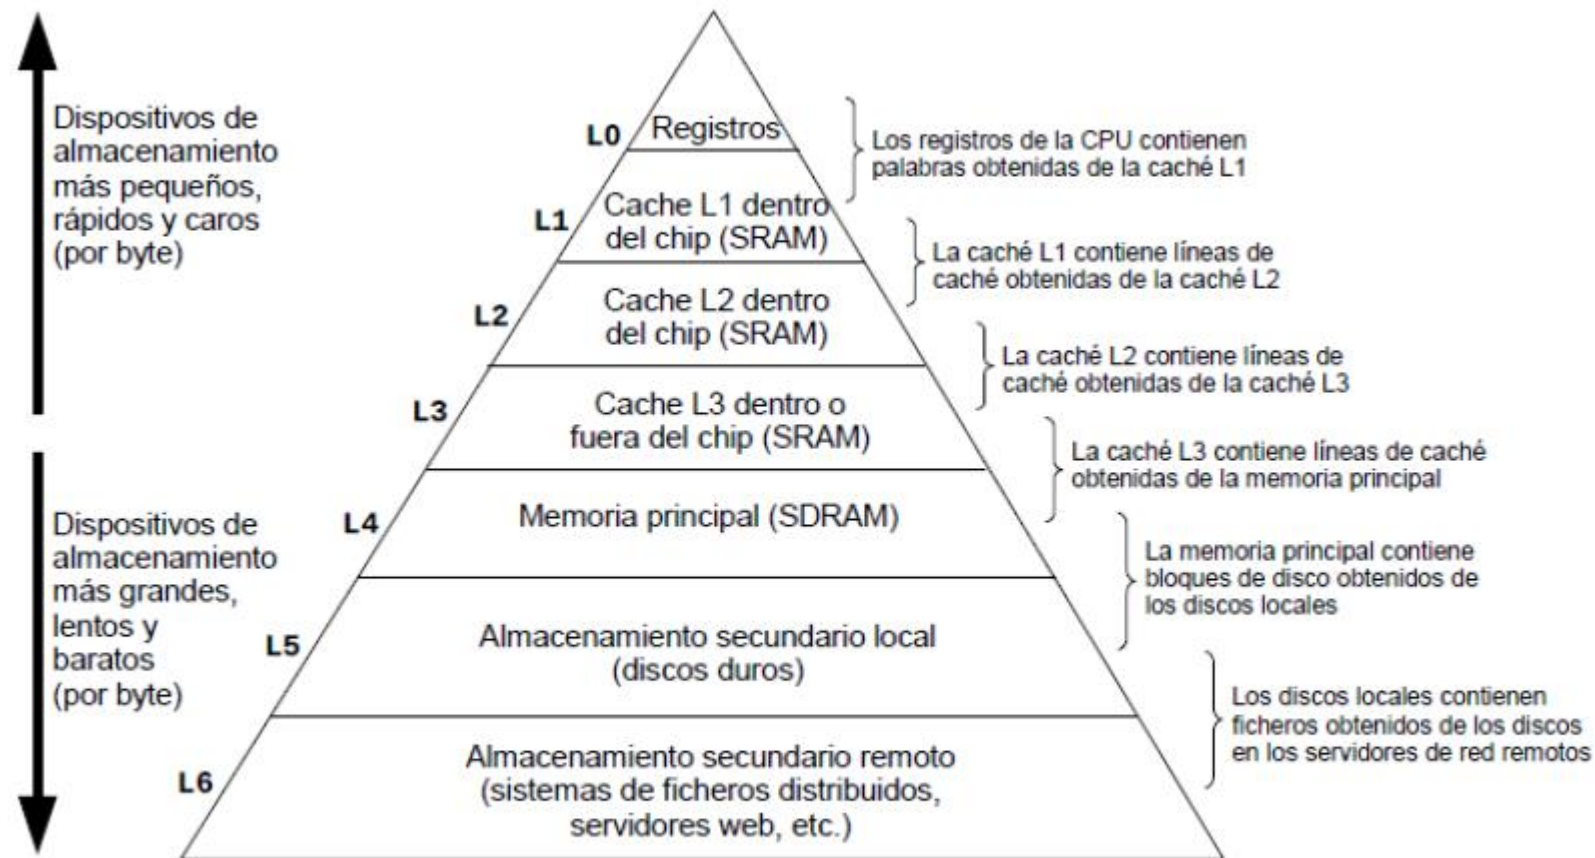 Dispositivos de
almacenamiento
más pequeños,
rápidos y caros
(por byte)
Dispositivos de
almacenamiento
más grandes,
lentos y
baratos
(por byte)
L0
Registros
L1
Cache L1 dentro
del chip (SRAM)
L2
Cache L2 dentro
del chip (SRAM)
L3
Cache L3 dentro o
fuera del chip (SRAM)
L4
Memoria principal (SDRAM)
L5
Almacenamiento secundario local
(discos duros)
L6
Almacenamiento secundario remoto
(sistemas de ficheros distribuidos,
servidores web, etc.)
Los registros de la CPU contienen
palabras obtenidas de la caché L1
La caché L1 contiene líneas de
caché obtenidas de la caché L2
La caché L2 contiene líneas de
caché obtenidas de la caché L3
La caché L3 contiene líneas de caché
obtenidas de la memoria principal
La memoria principal contiene
bloques de disco obtenidos de
los discos locales
Los discos locales contienen
ficheros obtenidos de los discos
en los servidores de red remotos